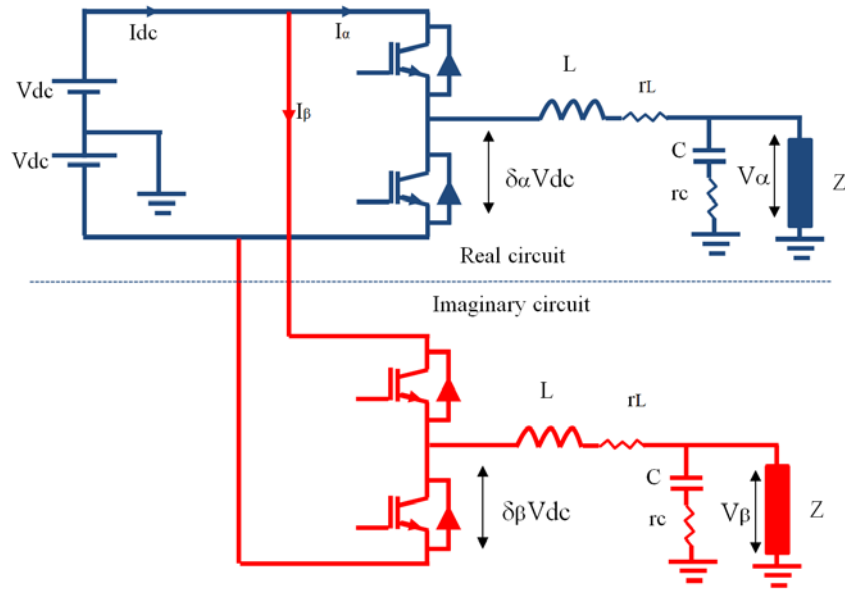 Idc
Iα
L
rL
Vdc
Iβ
Vdc
C
δαVdc
Vα
Z
rc
Real circuit
Imaginary circuit
L
rL
C
δβVdc
Vβ
Z
rc